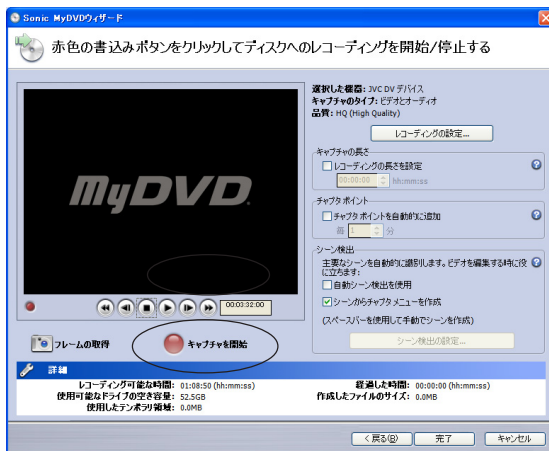 Sonic MyDVDウィザード
赤色の書込みボタンをクリックしてディスクへのレコーディングを開始/停止する
MyDVD
00:03:32:00
フレームの取得
キャプチャを開始
選択した機器: JVC DV デバイス
キャプチャのタイプ: ビデオとオーディオ
品質: HQ (High Quality)
レコーディングの設定...
キャプチャの長さ
レコーディングの長さを設定
00:00:00 hh:mm:ss
チャプタ ポイント
チャプタ ポイントを自動的に追加
毎 1 分
シーン検出
主要なシーンを自動的に識別します。ビデオを編集する時に役
に立ちます:
自動シーン検出を使用
シーンからチャプタ メニューを作成
(スペースバーを使用して手動でシーンを作成)
シーン検出の設定...
詳細
レコーディング可能な時間: 01:08:50 (hh:mm:ss)
使用可能なドライブの空き容量: 52.5GB
使用したテンポラリ領域: 0.0MB
経過した時間: 00:00:00 (hh:mm:ss)
作成したファイルのサイズ: 0.0MB
< 戻る(B)
完了
キャンセル